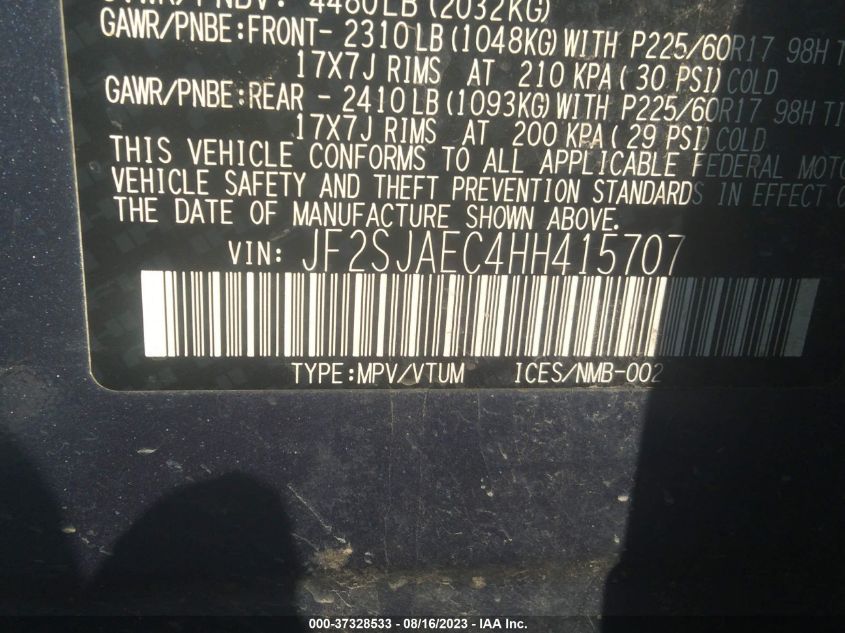 GVWR/PNBV: 4480LB (2032KG)
GAWR/PNBE:FRONT- 2310LB(1048KG)WITH P225/60R17 98H
17X7J RIMS AT 210 KPA( 30 PSI)COLD
GAWR/PNBE:REAR - 2410LB(1093KG)WITH P225/60R17 98H
17X7J RIMS AT 200 KPA( 29 PSI)COLD
THIS VEHICLE CONFORMS TO ALL APPLICABLE FEDERAL
VEHICLE SAFETY AND THEFT PREVENTION STANDARDS IN EFFECT
THE DATE OF MANUFACTURE SHOWN ABOVE.
VIN: JF2SJAEC4HH415707
TYPE:MPV/VTUM ICES/NMB-002
000-37328533 - 08/16/2023 - IAA Inc.